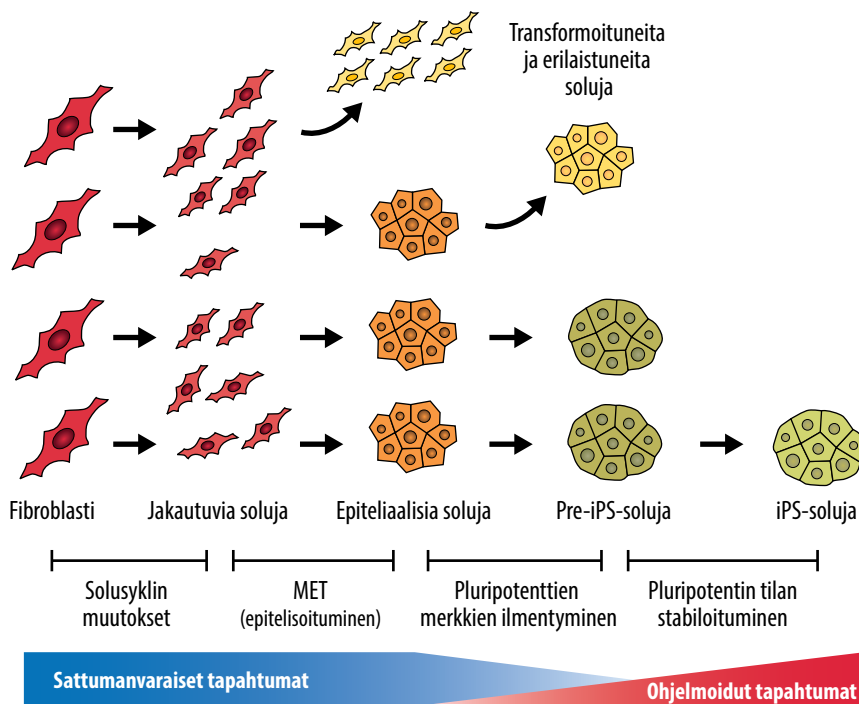 Transformoituneita
ja erilaistuneita
soluja
Fibroblasti
Jakautuvia soluja
Epiteliaalisia soluja
Pre-iPS-soluja
iPS-soluja
Solusyklin
muutokset
MET
(epitelisoituminen)
Pluripotenttien
merkkien ilmentyminen
Pluripotentin tilan
stabiloituminen
Sattumanvaraiset tapahtumat
Ohjelmoidut tapahtumat